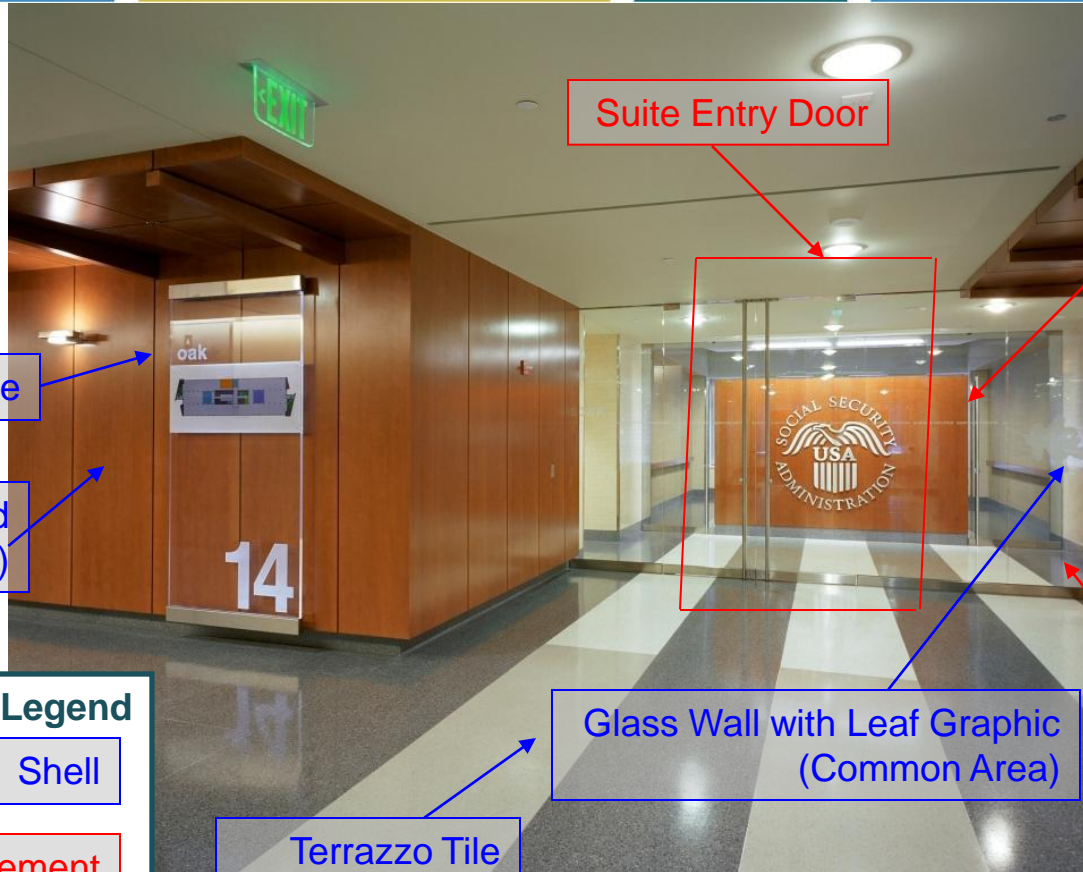 <EXIT
Suite Entry Door
oak
e
d
)
SOCIAL SECURITY
USA
ADMINISTRATION
14
Legend
Shell
ement
Glass Wall with Leaf Graphic
(Common Area)
Terrazzo Tile